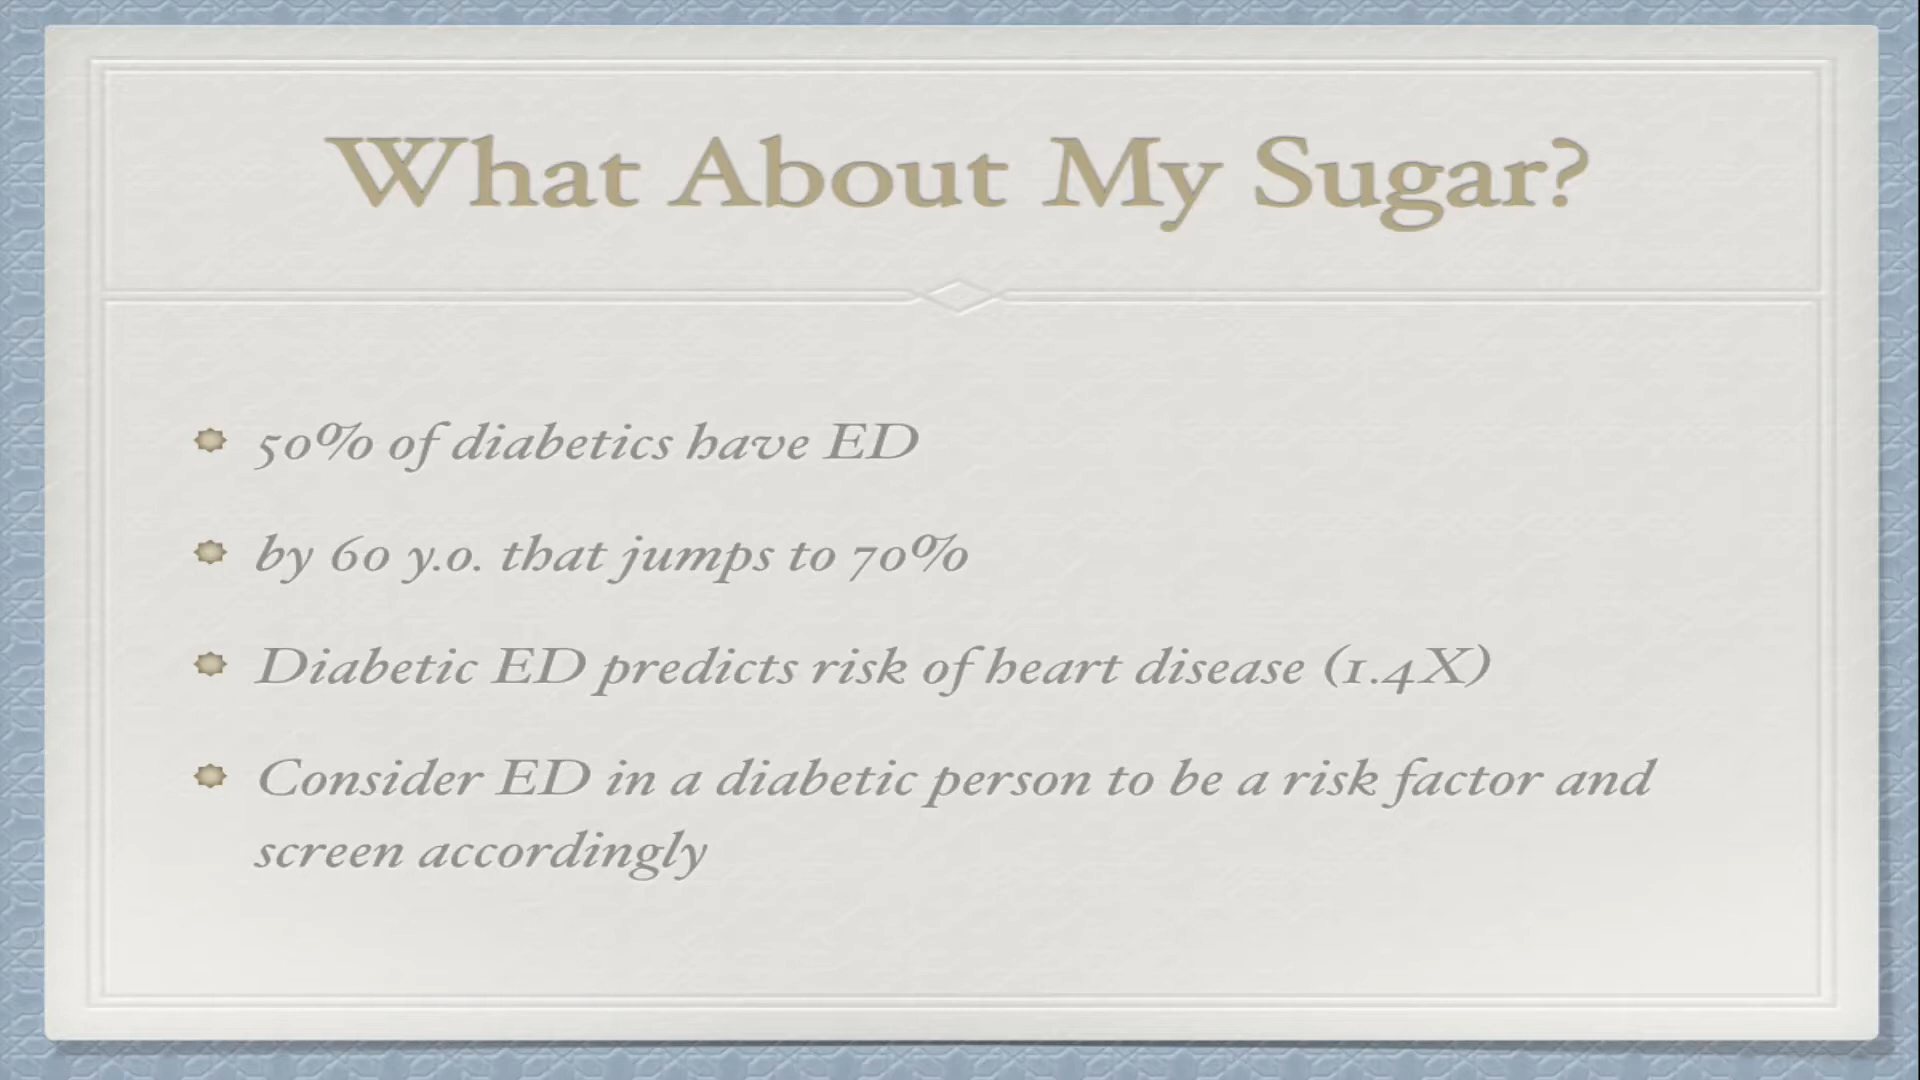 What About My Sugar?
50% of diabetics have ED
by 60 y.o. that jumps to 70%
Diabetic ED predicts risk of heart disease (1.4X)
Consider ED in a diabetic person to be a risk factor and
screen accordingly